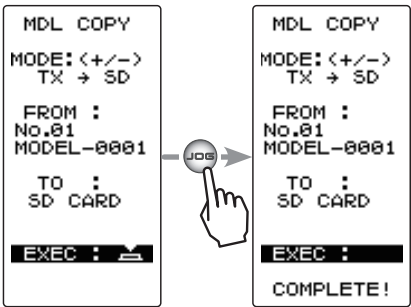 MDL COPY
MODE:(+/-)
TX → SD
FROM :
No.01
MODEL-0001
TO :
SD CARD
EXEC :
JOG
MDL COPY
MODE:(+/-)
TX → SD
FROM :
No.01
MODEL-0001
TO :
SD CARD
EXEC :
COMPLETE!